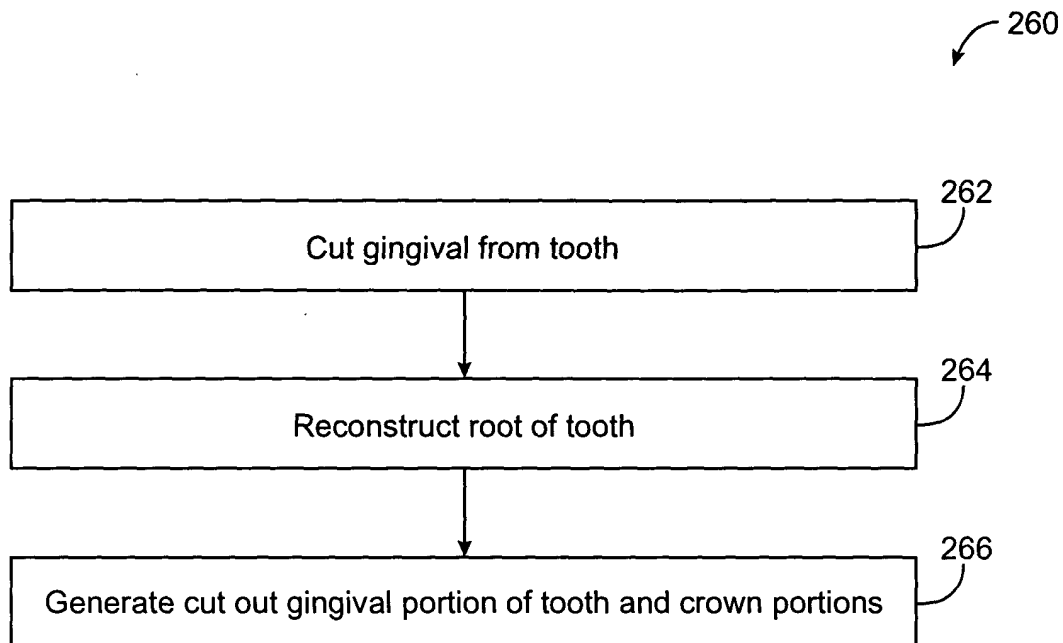 260
262
Cut gingival from tooth
264
Reconstruct root of tooth
266
Generate cut out gingival portion of tooth and crown portions